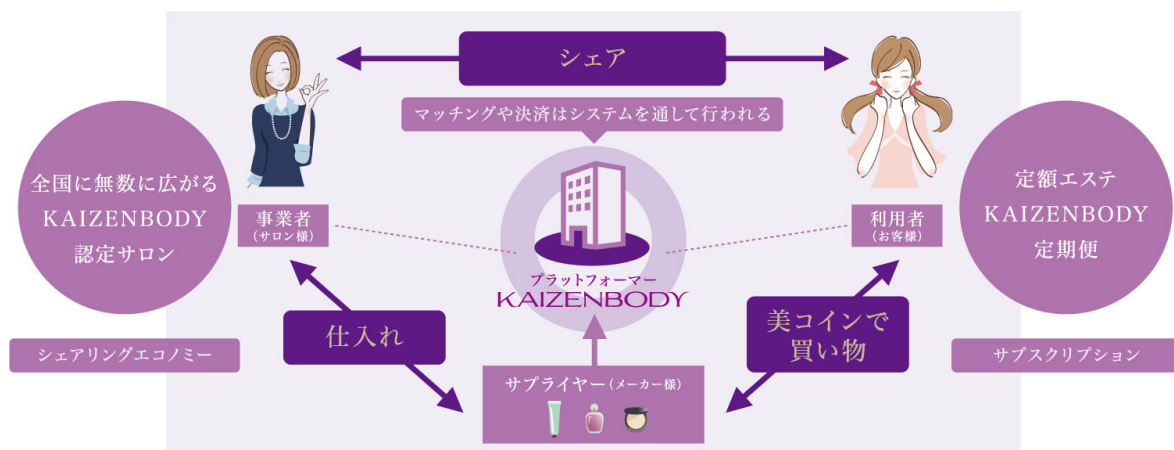 シェア
マッチングや決済はシステムを通して行われる
全国に無数に広がる
KAIZENBODY
認定サロン
事業者
（サロン様）
利用者
（お客様）
定額エステ
KAIZENBODY
定期便
プラットフォーマー
KAIZENBODY
仕入れ
美コインで
買い物
シェアリングエコノミー
サブスクリプション
サプライヤー（メーカー様）